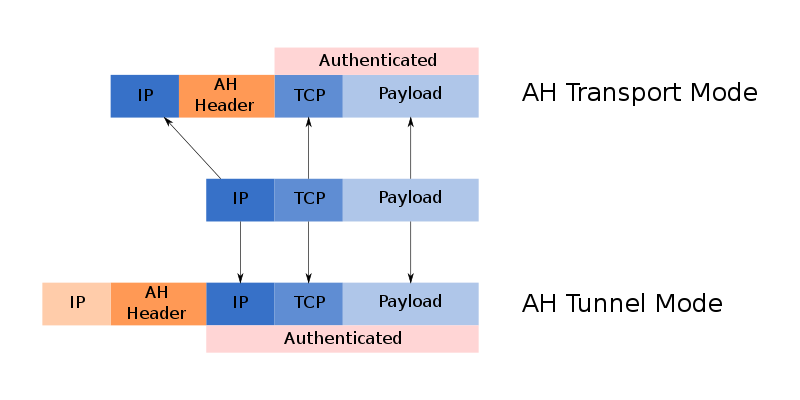 Authenticated
IP
AH
Header
TCP
Payload
AH Transport Mode
IP
TCP
Payload
IP
AH
Header
IP
TCP
Payload
AH Tunnel Mode
Authenticated